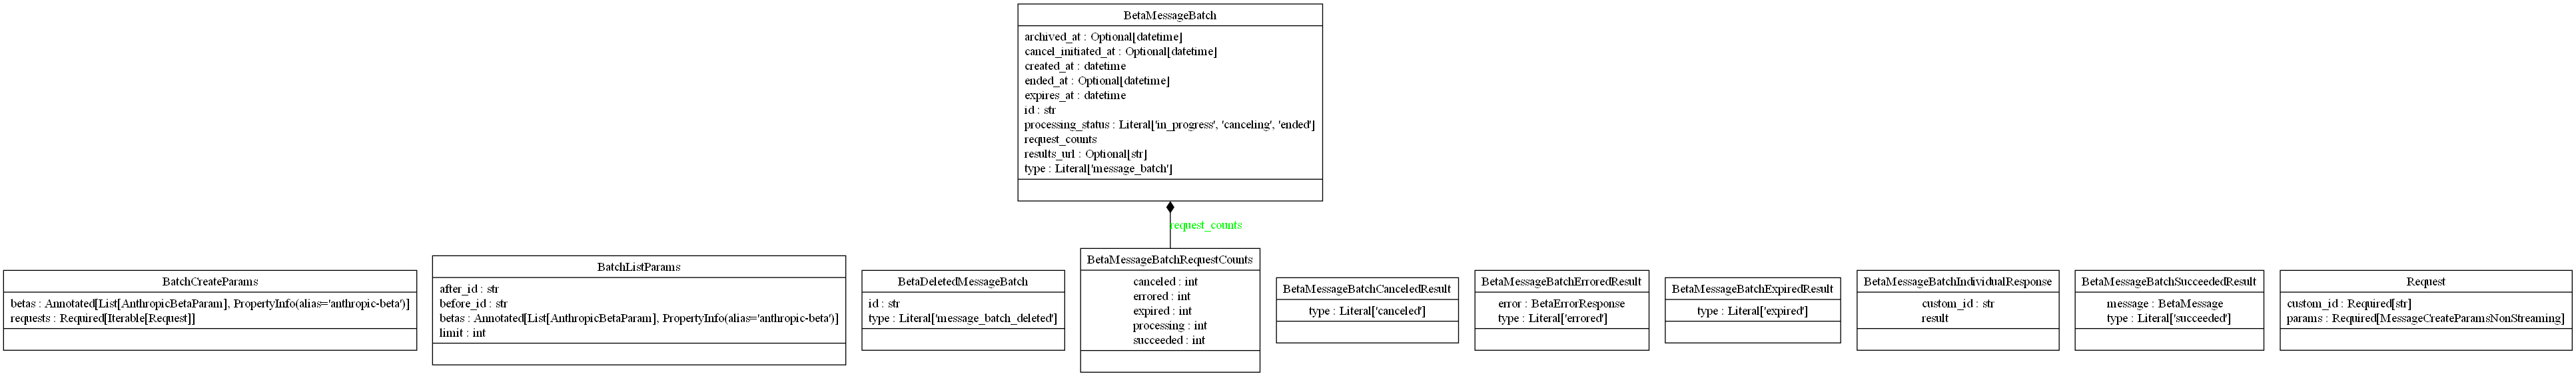 BetaMessageBatch
archived_at : Optional[datetime]
cancel_initiated_at : Optional[datetime]
created_at : datetime
ended_at : Optional[datetime]
expires_at : datetime
id : str
processing_status : Literal['in_progress', 'canceling', 'ended']
request_counts
results_url : Optional[str]
type : Literal['message_batch']
request_counts
BatchCreateParams
betas : Annotated[List[AnthropicBetaParam], PropertyInfo(alias='anthropic-beta')]
requests : Required[Iterable[Request]]
BatchListParams
after_id : str
before_id : str
betas : Annotated[List[AnthropicBetaParam], PropertyInfo(alias='anthropic-beta')]
limit : int
BetaDeletedMessageBatch
id : str
type : Literal['message_batch_deleted']
BetaMessageBatchRequestCounts
canceled : int
errored : int
expired : int
processing : int
succeeded : int
BetaMessageBatchCanceledResult
type : Literal['canceled']
BetaMessageBatchErroredResult
error : BetaErrorResponse
type : Literal['errored']
BetaMessageBatchExpiredResult
type : Literal['expired']
BetaMessageBatchIndividualResponse
custom_id : str
result
BetaMessageBatchSucceededResult
message : BetaMessage
type : Literal['succeeded']
Request
custom_id : Required[str]
params : Required[MessageCreateParamsNonStreaming]